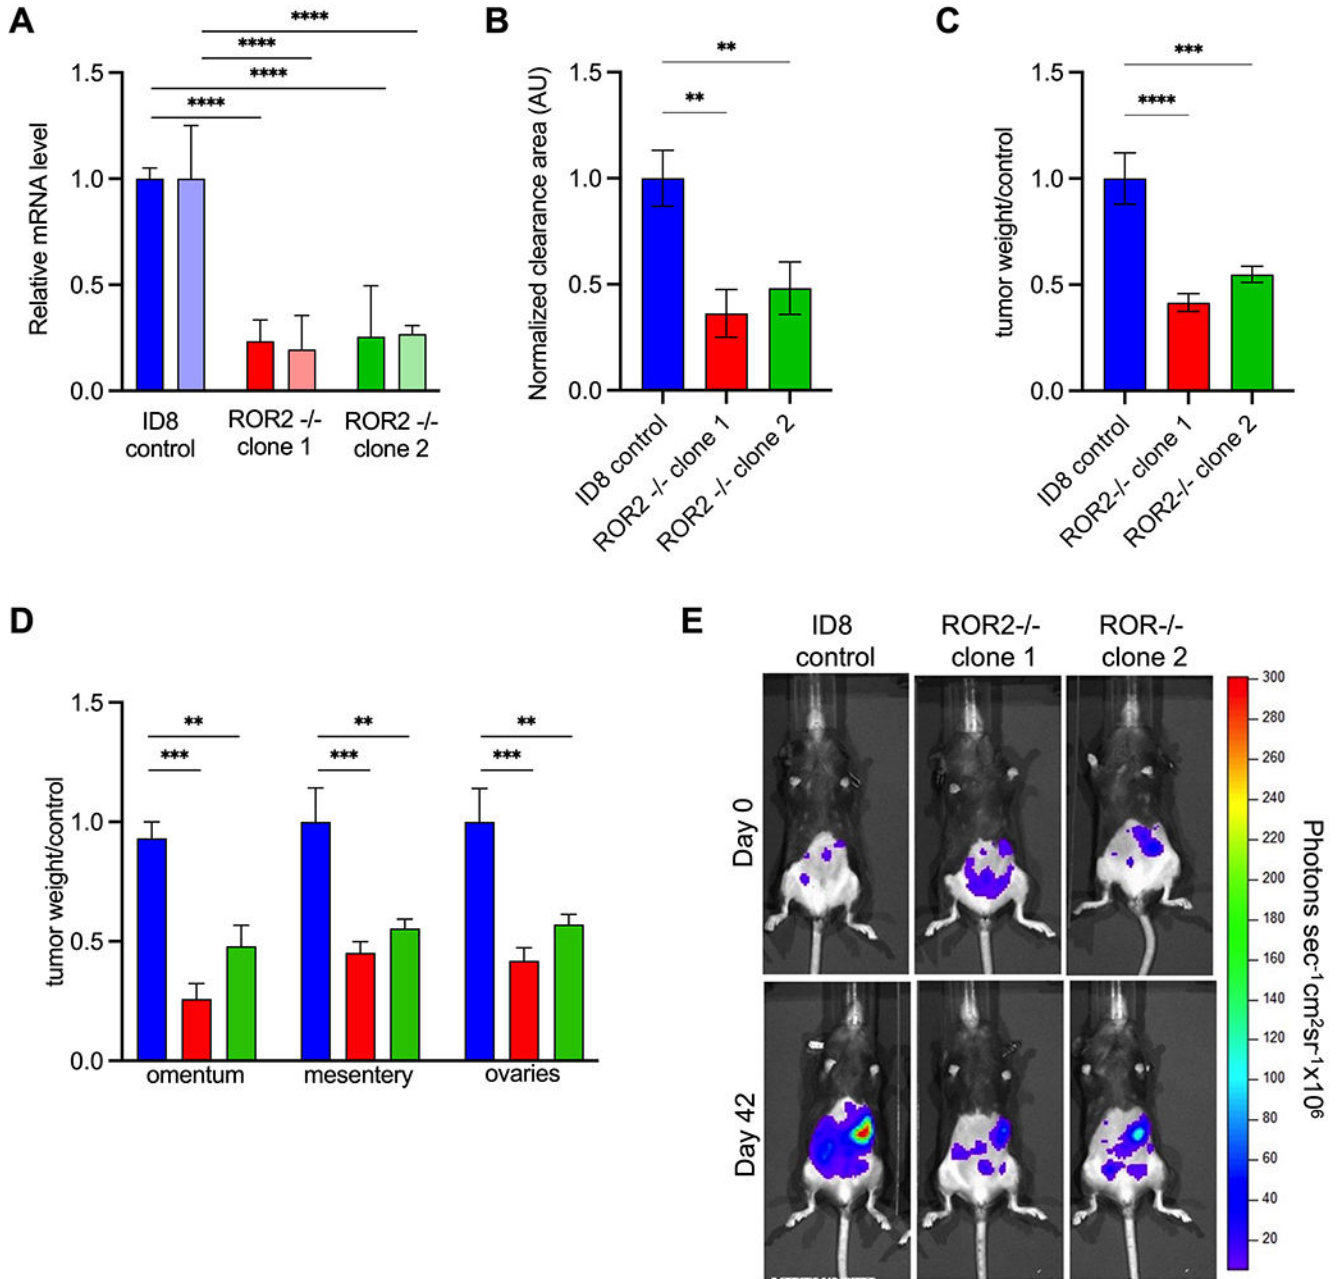 A
****
****
****
****
1.5
1.0
0.5
0.0
Relative mRNA level
ID8
control
ROR2 -/-
clone 1
ROR2 -/-
clone 2
B
**
**
1.5
1.0
0.5
0.0
Normalized clearance area (AU)
ID8 control
ROR2 -/- clone 1
ROR2 -/- clone 2
C
***
****
1.5
1.0
0.5
0.0
tumor weight/control
ID8 control
ROR2-/- clone 1
ROR2-/- clone 2
D
1.5
1.0
0.5
0.0
tumor weight/control
**
***
**
***
**
***
omentum
mesentery
ovaries
E
ID8
control
ROR2-/-
clone 1
ROR-/-
clone 2
Day 0
Day 42
300
280
260
240
220
200
180
160
140
120
100
80
60
40
20
Photons sec⁻¹cm²sr⁻¹x10⁶